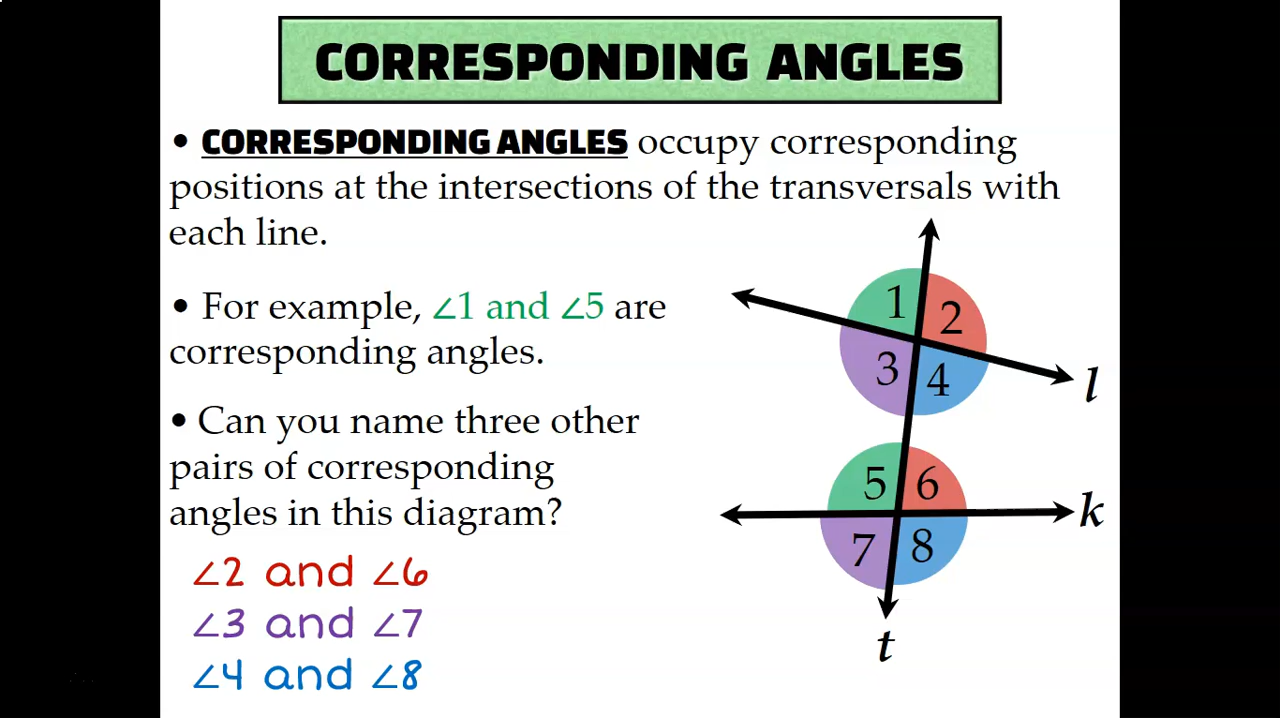 CORRESPONDING ANGLES
• CORRESPONDING ANGLES occupy corresponding
positions at the intersections of the transversals with
each line.
• For example, ∠1 and ∠5 are
corresponding angles.
• Can you name three other
pairs of corresponding
angles in this diagram?
∠2 and ∠6
∠3 and ∠7
∠4 and ∠8
1 2
3 4
l
5 6
k
7 8
t